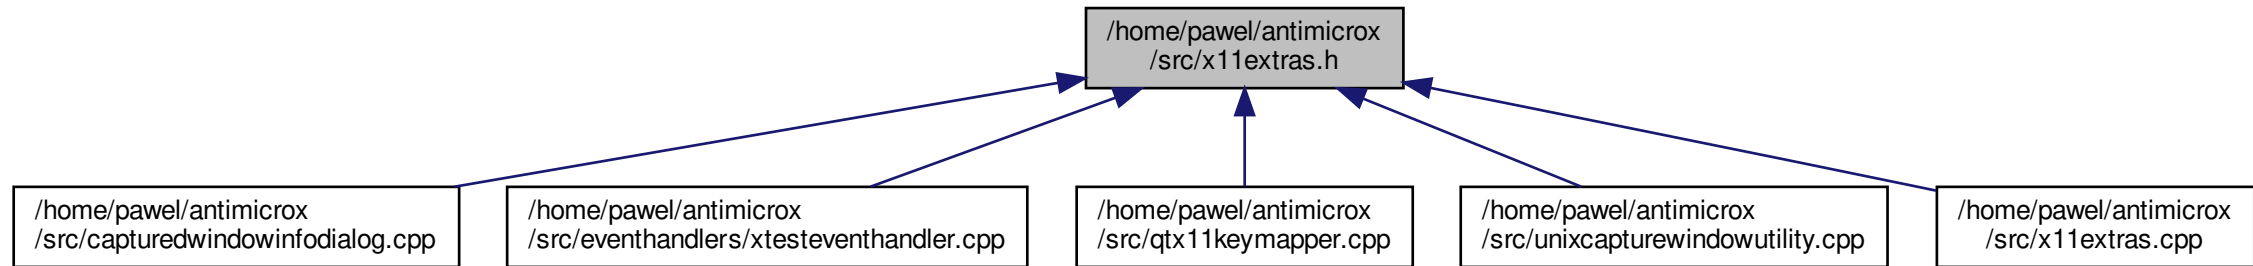 /home/pawel/antimicrox
/src/x11extras.h
/home/pawel/antimicrox
/src/capturedwindowinfodialog.cpp
/home/pawel/antimicrox
/src/eventhandlers/xtesteventhandler.cpp
/home/pawel/antimicrox
/src/qtx11keymapper.cpp
/home/pawel/antimicrox
/src/unixcapturewindowutility.cpp
/home/pawel/antimicrox
/src/x11extras.cpp